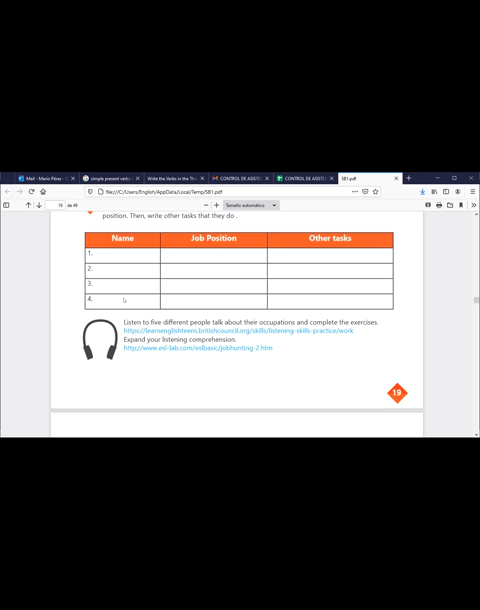 Mail - Mario Pérez -
simple present verbs
Write the Verbs in the Th
CONTROL DE ASISTE
CONTROL DE ASISTE
SB1.pdf
file:///C:/Users/English/AppData/Local/Temp/SB1.pdf
19 de 49
Tamaño automático
position. Then, write other tasks that they do .
Name Job Position Other tasks
1.
2.
3.
4.
Listen to five different people talk about their occupations and complete the exercises.
https://learnenglishteens.britishcouncil.org/skills/listening-skills-practice/work
Expand your listening comprehension.
http://www.esl-lab.com/eslbasic/jobhunting-2.htm
19